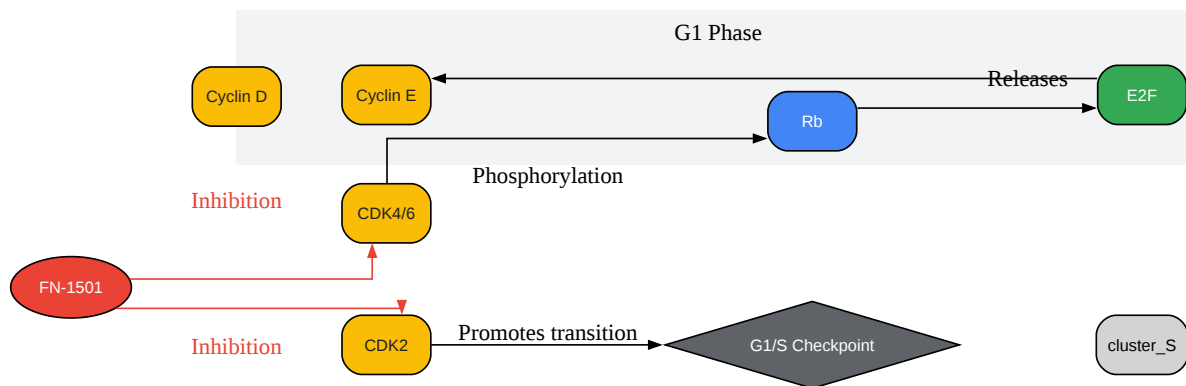 G1 Phase
Cyclin D
Cyclin E
Releases
E2F
Rb
Phosphorylation
Inhibition
CDK4/6
FN-1501
Inhibition
CDK2
Promotes transition
G1/S Checkpoint
cluster_S